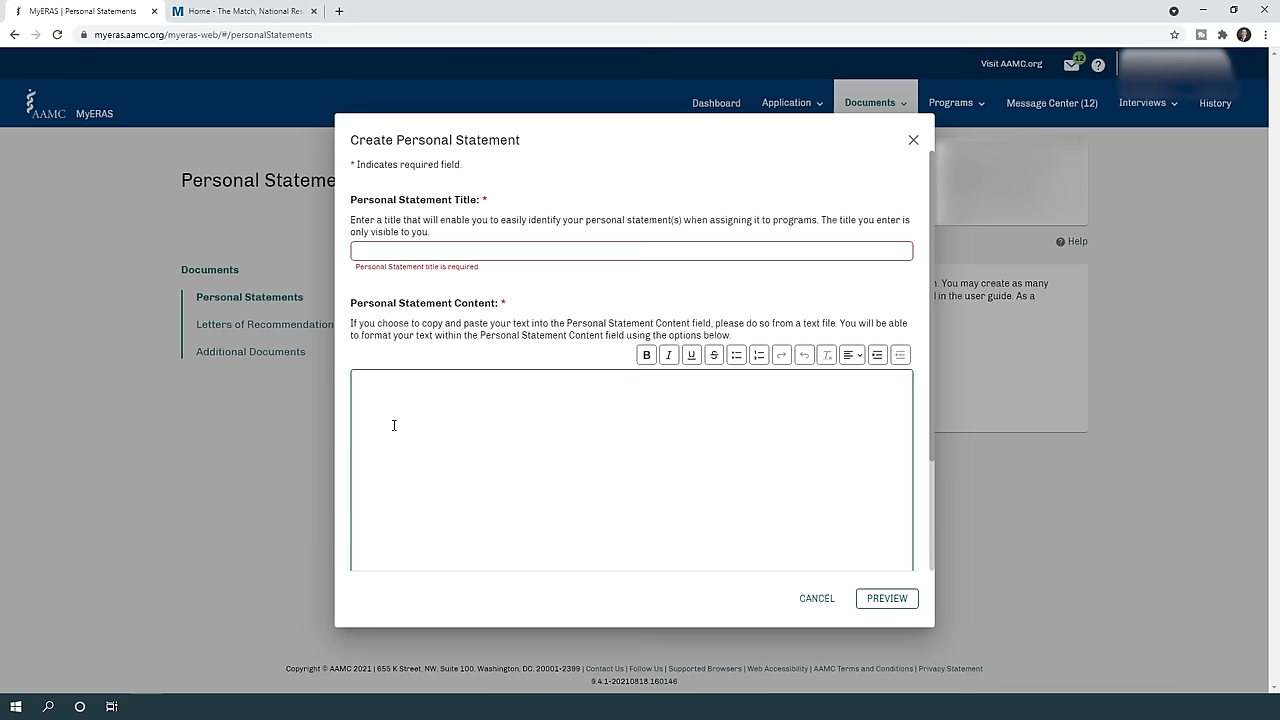 MyERAS | Personal Statements
Home - The Match, National Res
myeras.aamc.org/myeras-web/#/personalStatements
Visit AAMC.org
12
AAMC MyERAS
Dashboard Application Documents Programs Message Center (12) Interviews History
Create Personal Statement
* Indicates required field.
Personal Stateme
Personal Statement Title: *
Enter a title that will enable you to easily identify your personal statement(s) when assigning it to programs. The title you enter is
only visible to you.
Help
Personal Statement title is required
Documents
Personal Statements
Letters of Recommendation
Additional Documents
n. You may create as many
in the user guide. As a
Personal Statement Content: *
If you choose to copy and paste your text into the Personal Statement Content field, please do so from a text file. You will be able
to format your text within the Personal Statement Content field using the options below.
B I U S
CANCEL PREVIEW
Copyright © AAMC 2021 | 655 K Street. NW, Suite 100, Washington, DC, 20001-2399 | Contact Us | Follow Us | Supported Browsers | Web Accessibility | AAMC Terms and Conditions | Privacy Statement
9.4.1-20210818.160146